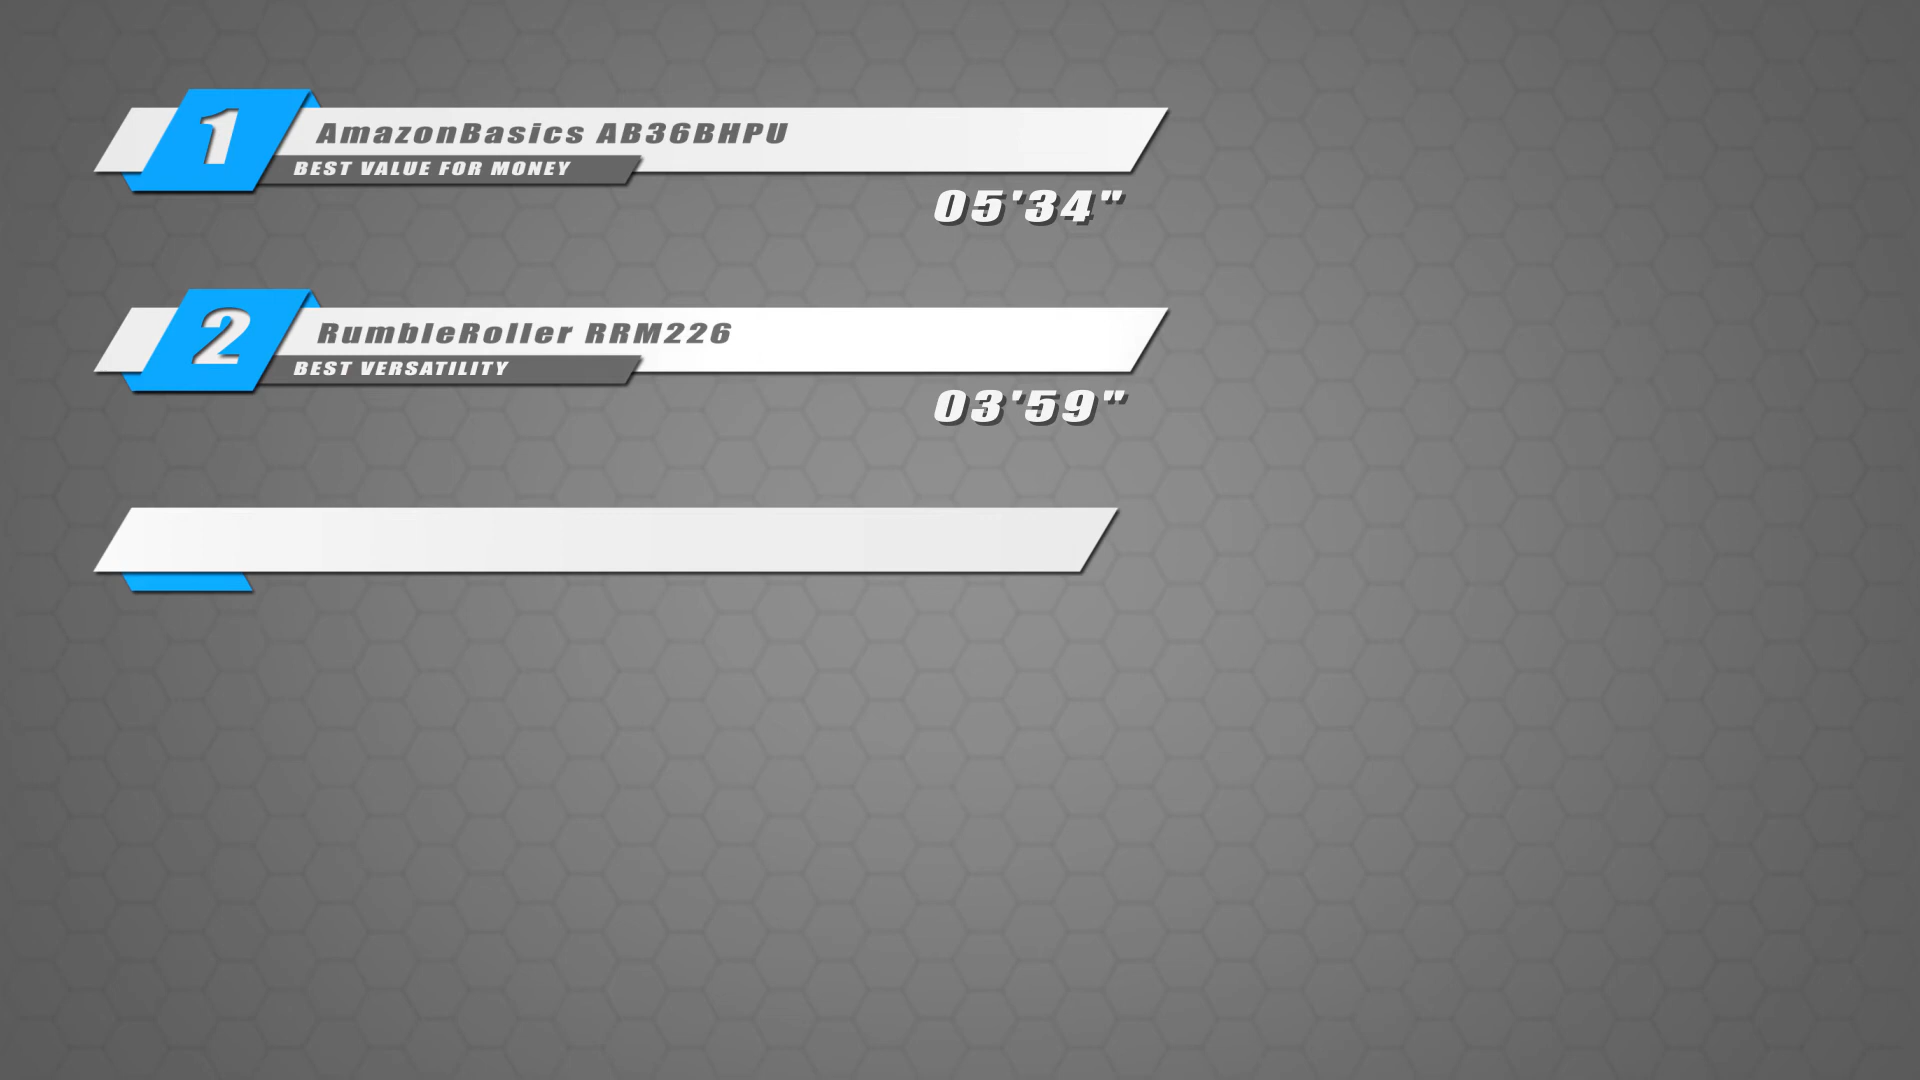 1
AmazonBasics AB36BHPU
BEST VALUE FOR MONEY
05'34"
2
RumbleRoller RRM226
BEST VERSATILITY
03'59"